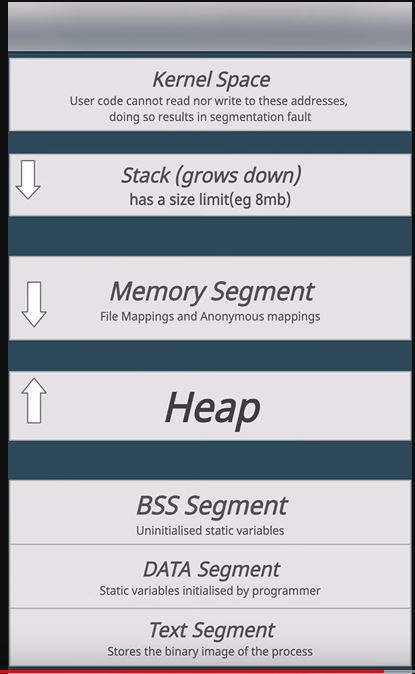 Kernel Space
User code cannot read nor write to these addresses,
doing so results in segmentation fault
Stack (grows down)
has a size limit(eg 8mb)
Memory Segment
File Mappings and Anonymous mappings
Heap
BSS Segment
Uninitialised static variables
DATA Segment
Static variables initialised by programmer
Text Segment
Stores the binary image of the process